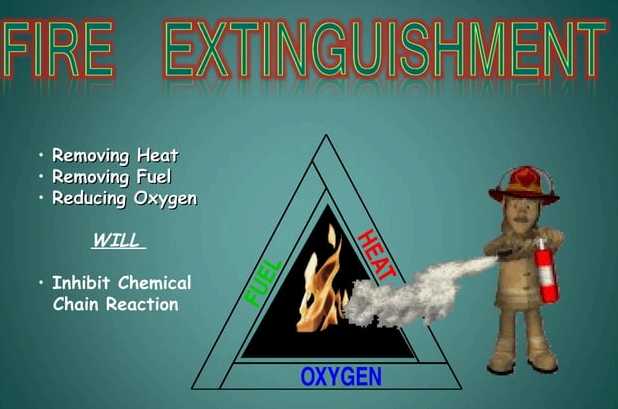 FIRE EXTINGUISHMENT
• Removing Heat
• Removing Fuel
• Reducing Oxygen
WILL
• Inhibit Chemical
Chain Reaction
FUEL
HEAT
OXYGEN